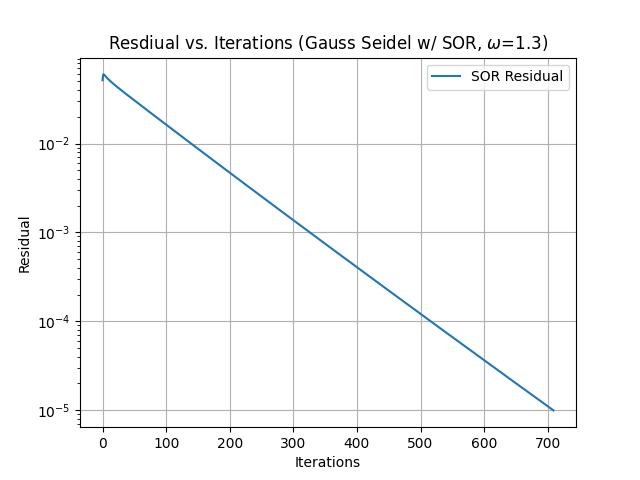 Resdiual vs. Iterations (Gauss Seidel w/ SOR, ω=1.3)
SOR Residual
Residual
10⁻²
10⁻³
10⁻⁴
10⁻⁵
0 100 200 300 400 500 600 700
Iterations